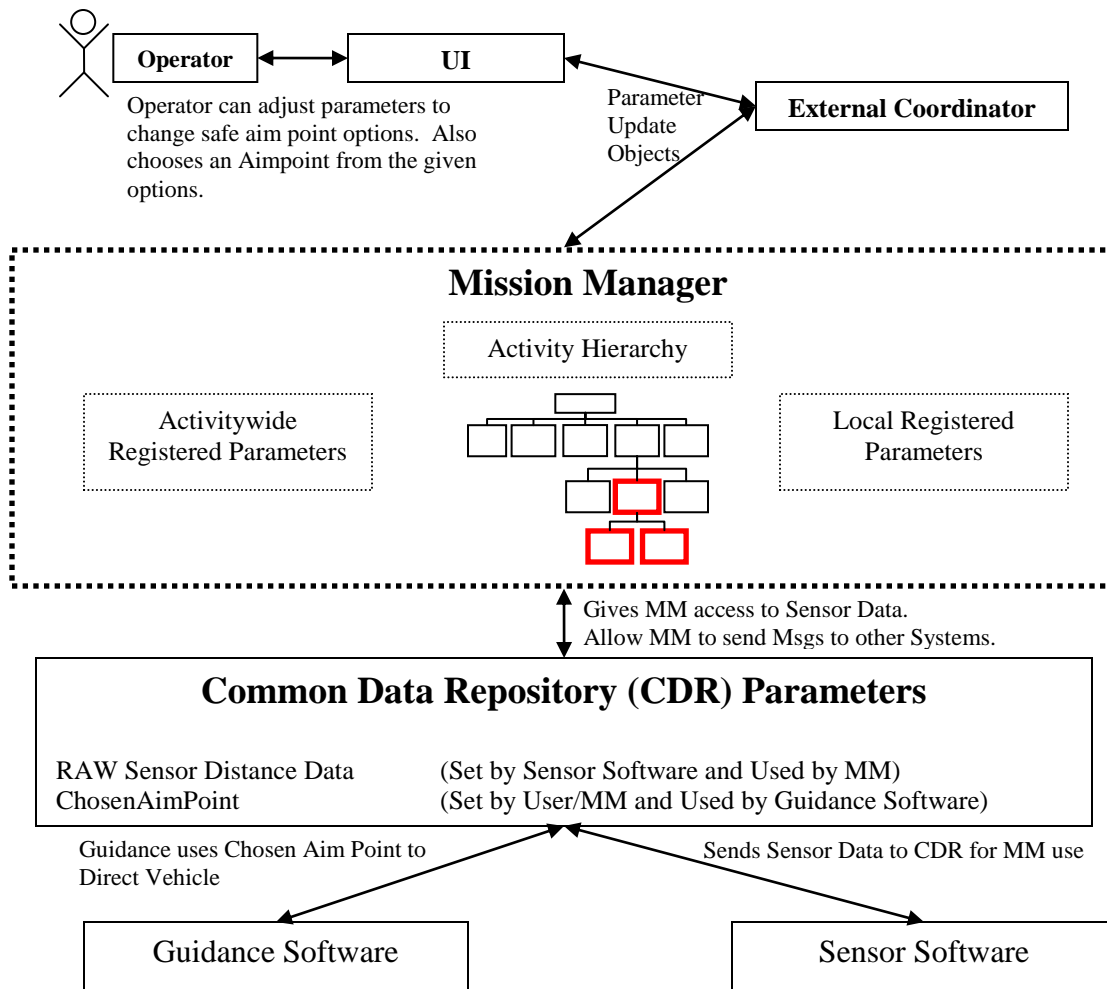 Operator
UI
External Coordinator
Operator can adjust parameters to
change safe aim point options.  Also
chooses an Aimpoint from the given
options.
Parameter
Update
Objects
Mission Manager
Activity Hierarchy
Activitywide
Registered Parameters
Local Registered
Parameters
Gives MM access to Sensor Data.
Allow MM to send Msgs to other Systems.
Common Data Repository (CDR) Parameters
RAW Sensor Distance Data (Set by Sensor Software and Used by MM)
ChosenAimPoint (Set by User/MM and Used by Guidance Software)
Guidance uses Chosen Aim Point to
Direct Vehicle
Sends Sensor Data to CDR for MM use
Guidance Software
Sensor Software